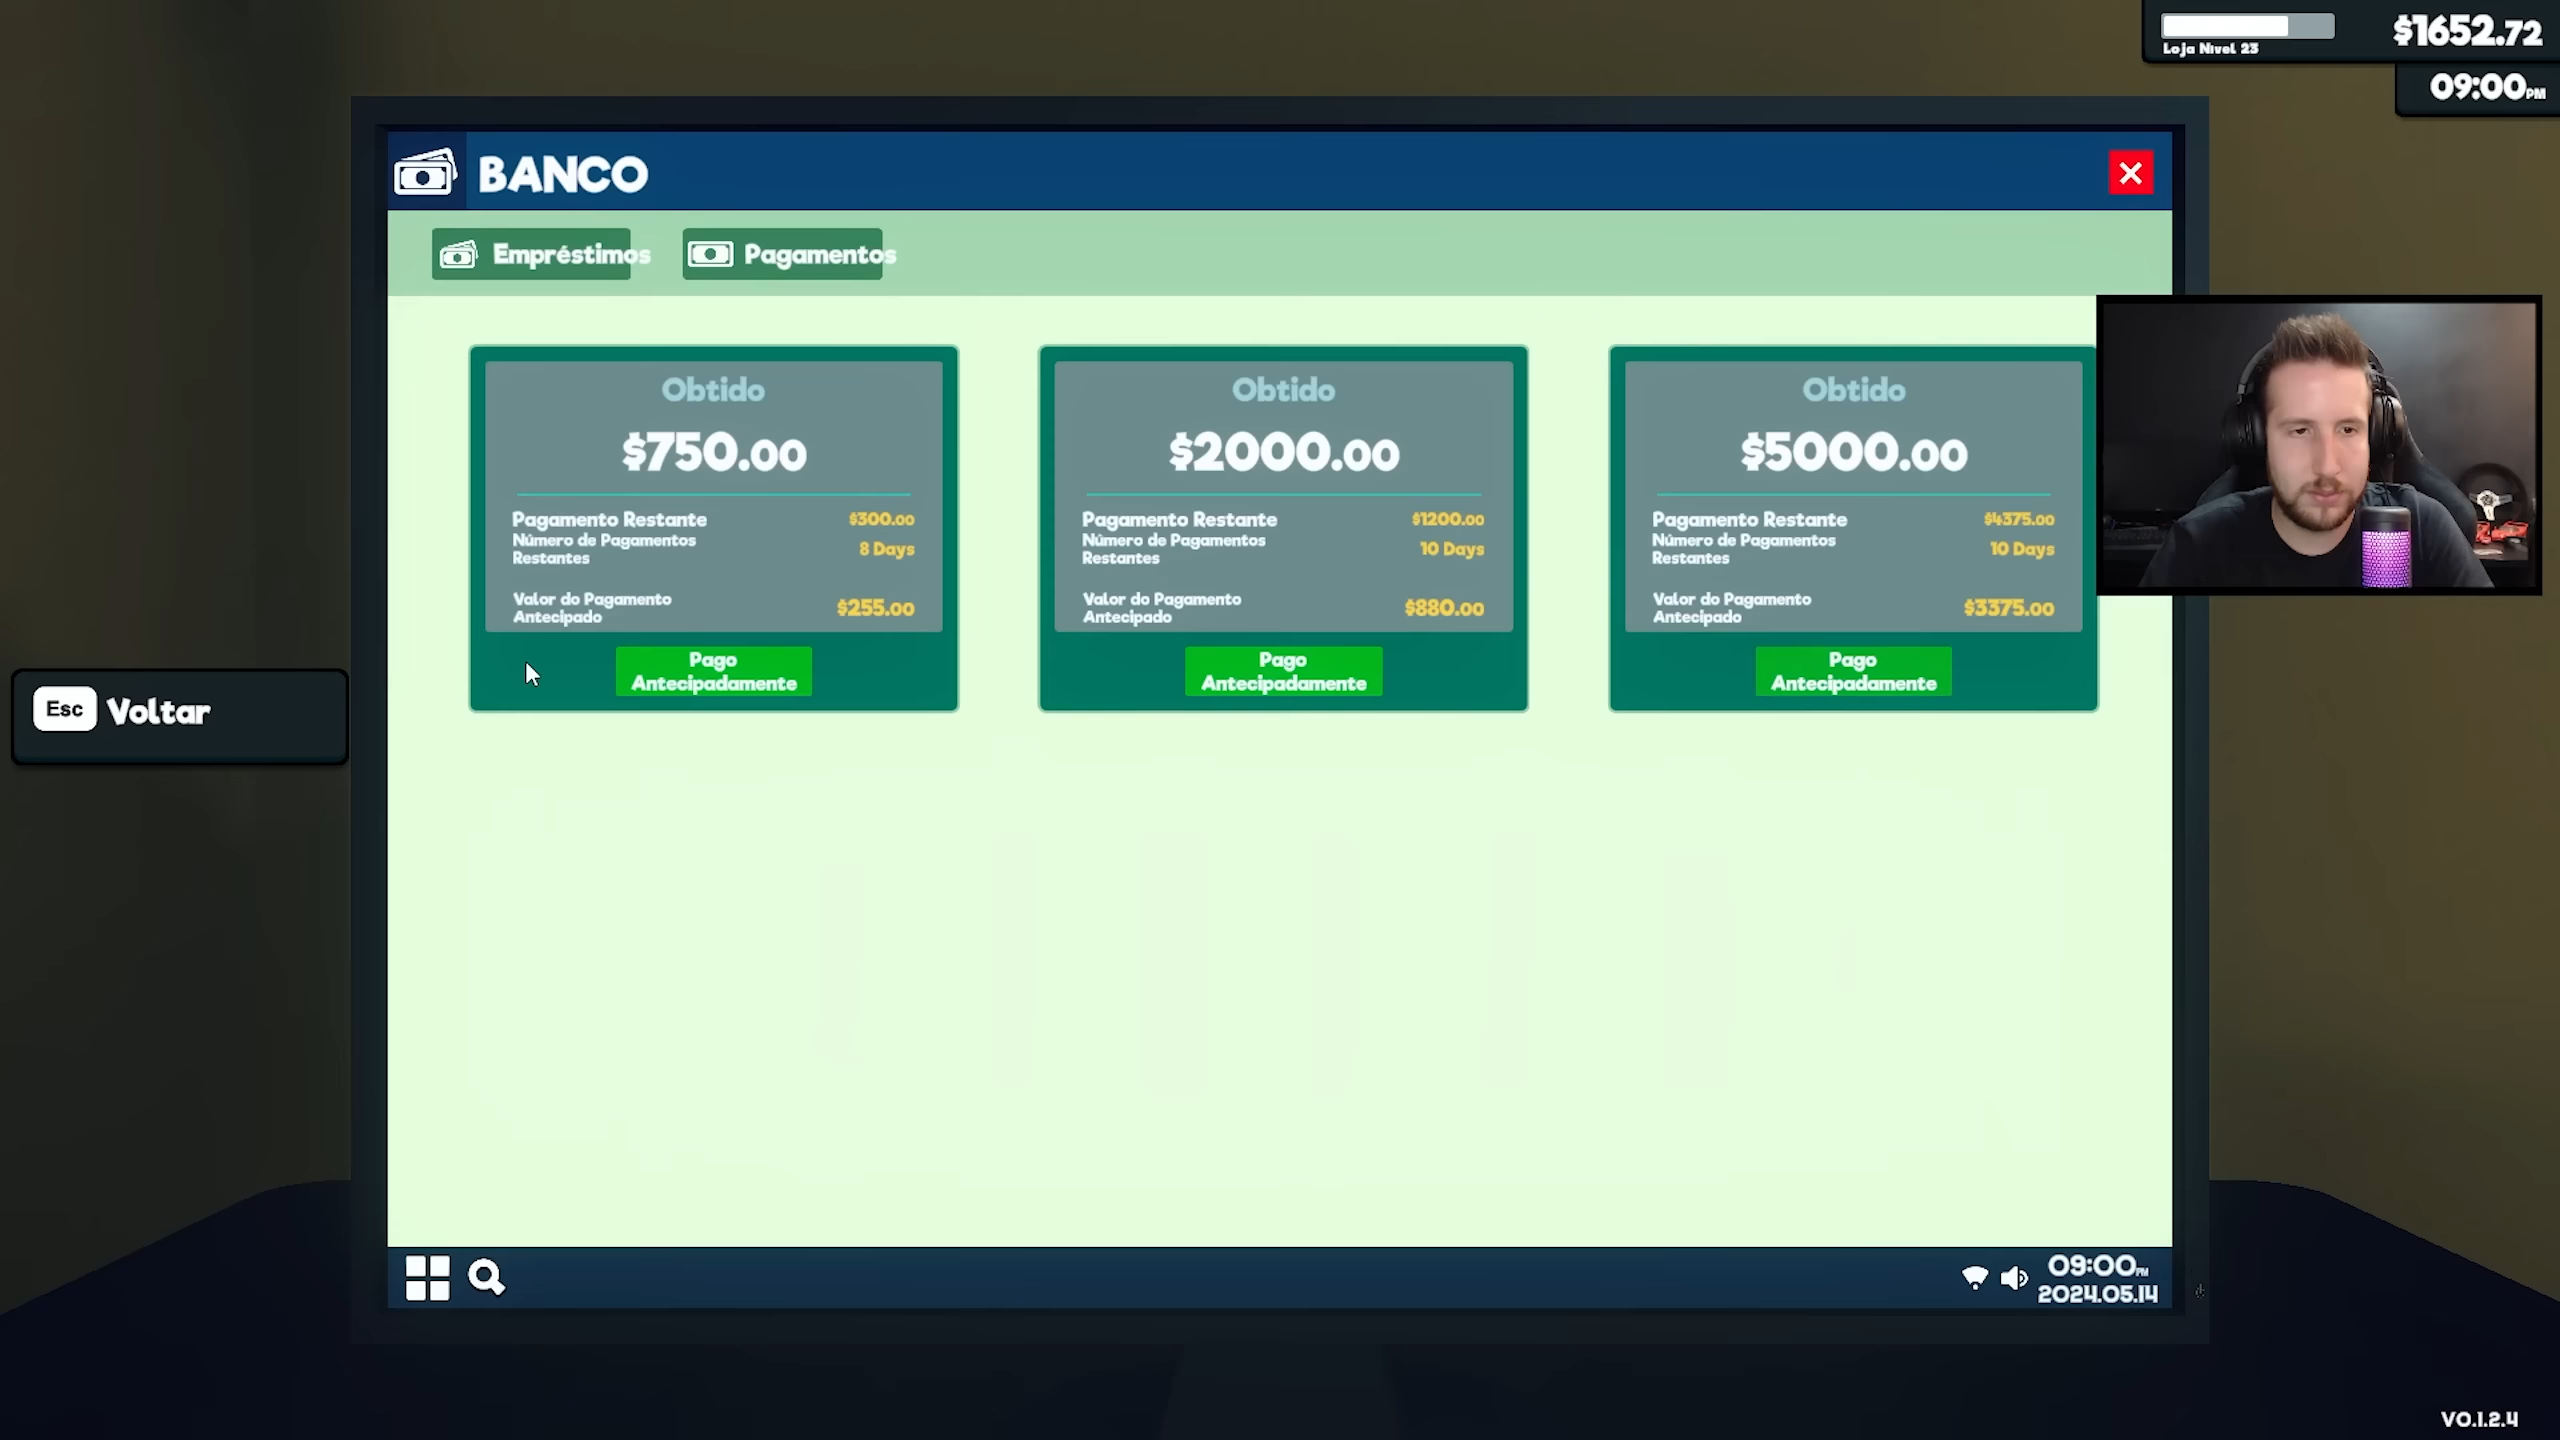 $1652.72
Loja Nivel 23
09:00PM
BANCO
Empréstimos
Pagamentos
Obtido
$750.00
Pagamento Restante $300.00
Número de Pagamentos
Restantes
8 Days
Valor do Pagamento
Antecipado
$255.00
Pago
Antecipadamente
Obtido
$2000.00
Pagamento Restante $1200.00
Número de Pagamentos
Restantes
10 Days
Valor do Pagamento
Antecipado
$880.00
Pago
Antecipadamente
Obtido
$5000.00
Pagamento Restante $4375.00
Número de Pagamentos
Restantes
10 Days
Valor do Pagamento
Antecipado
$3375.00
Pago
Antecipadamente
Esc Voltar
09:00PM
2024.05.14
V0.1.2.4